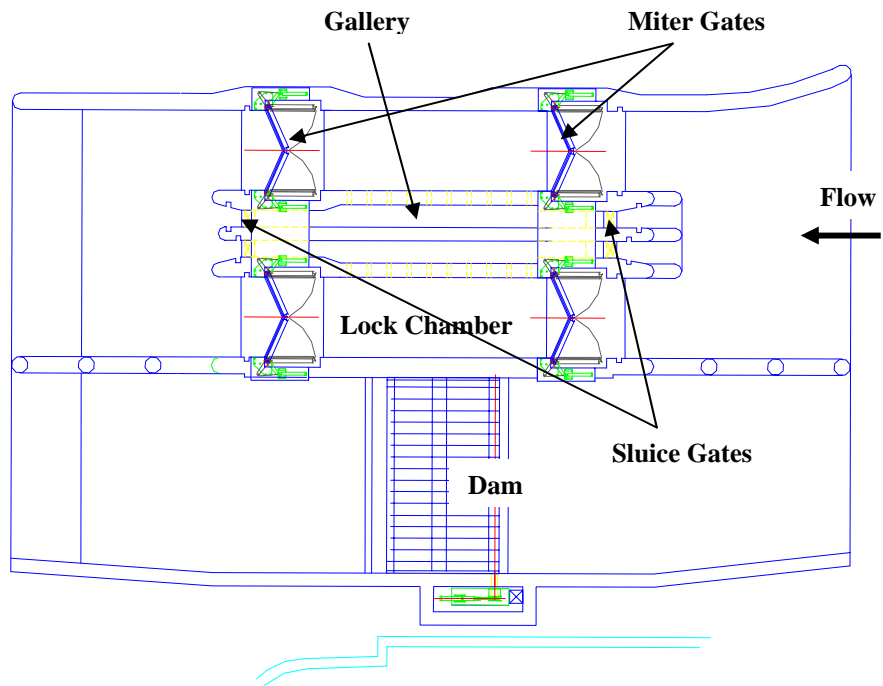 Gallery
Miter Gates
Flow
Lock Chamber
Sluice Gates
Dam